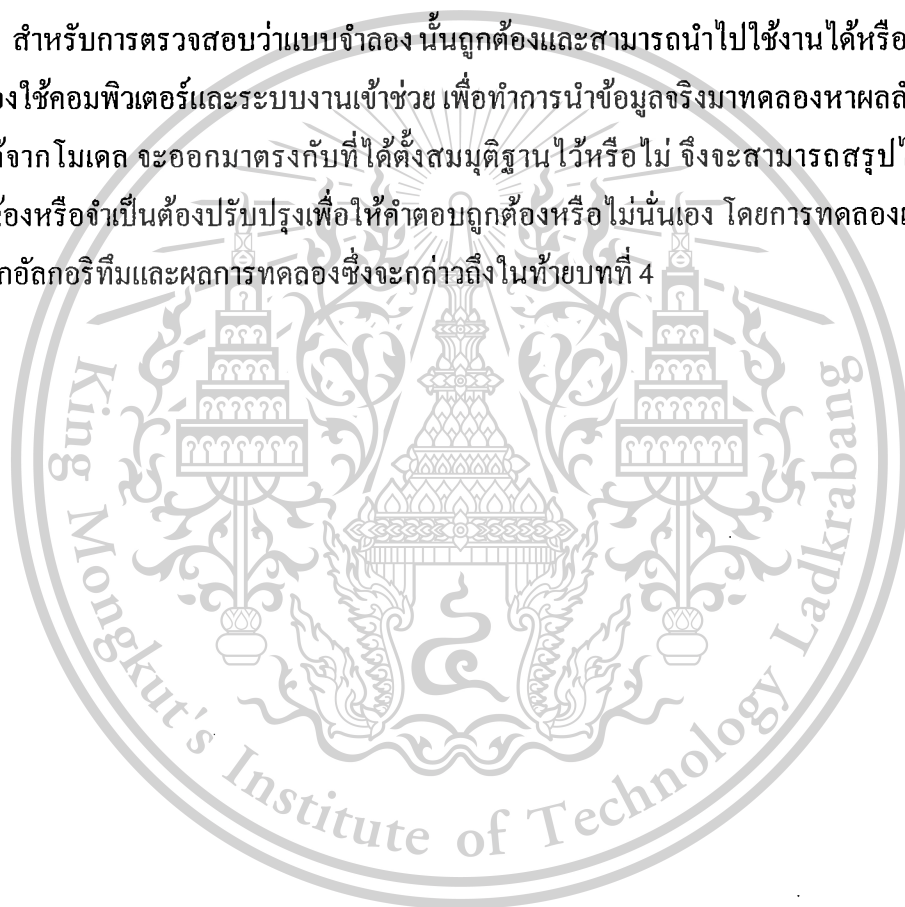 สำหรับการตรวจสอบว่าแบบจำลอง นั้นถูกต้องและสามารถนำไปใช้งานได้หรือ
องใช้คอมพิวเตอร์และระบบงานเข้าช่วย เพื่อทำการนำข้อมูลจริงมาทดลองหาผลลั
้จากโมเดล จะออกมาตรงกับที่ได้ตั้งสมมุติฐานไว้หรือไม่ จึงจะสามารถสรุปไ
้องหรือจำเป็นต้องปรับปรุงเพื่อให้คำตอบถูกต้องหรือไม่นั่นเอง โดยการทดลอง
กอัลกอริทึมและผลการทดลองซึ่งจะกล่าวถึงในท้ายบทที่ 4
King Mongkut's Institute of Technology Ladkrabang